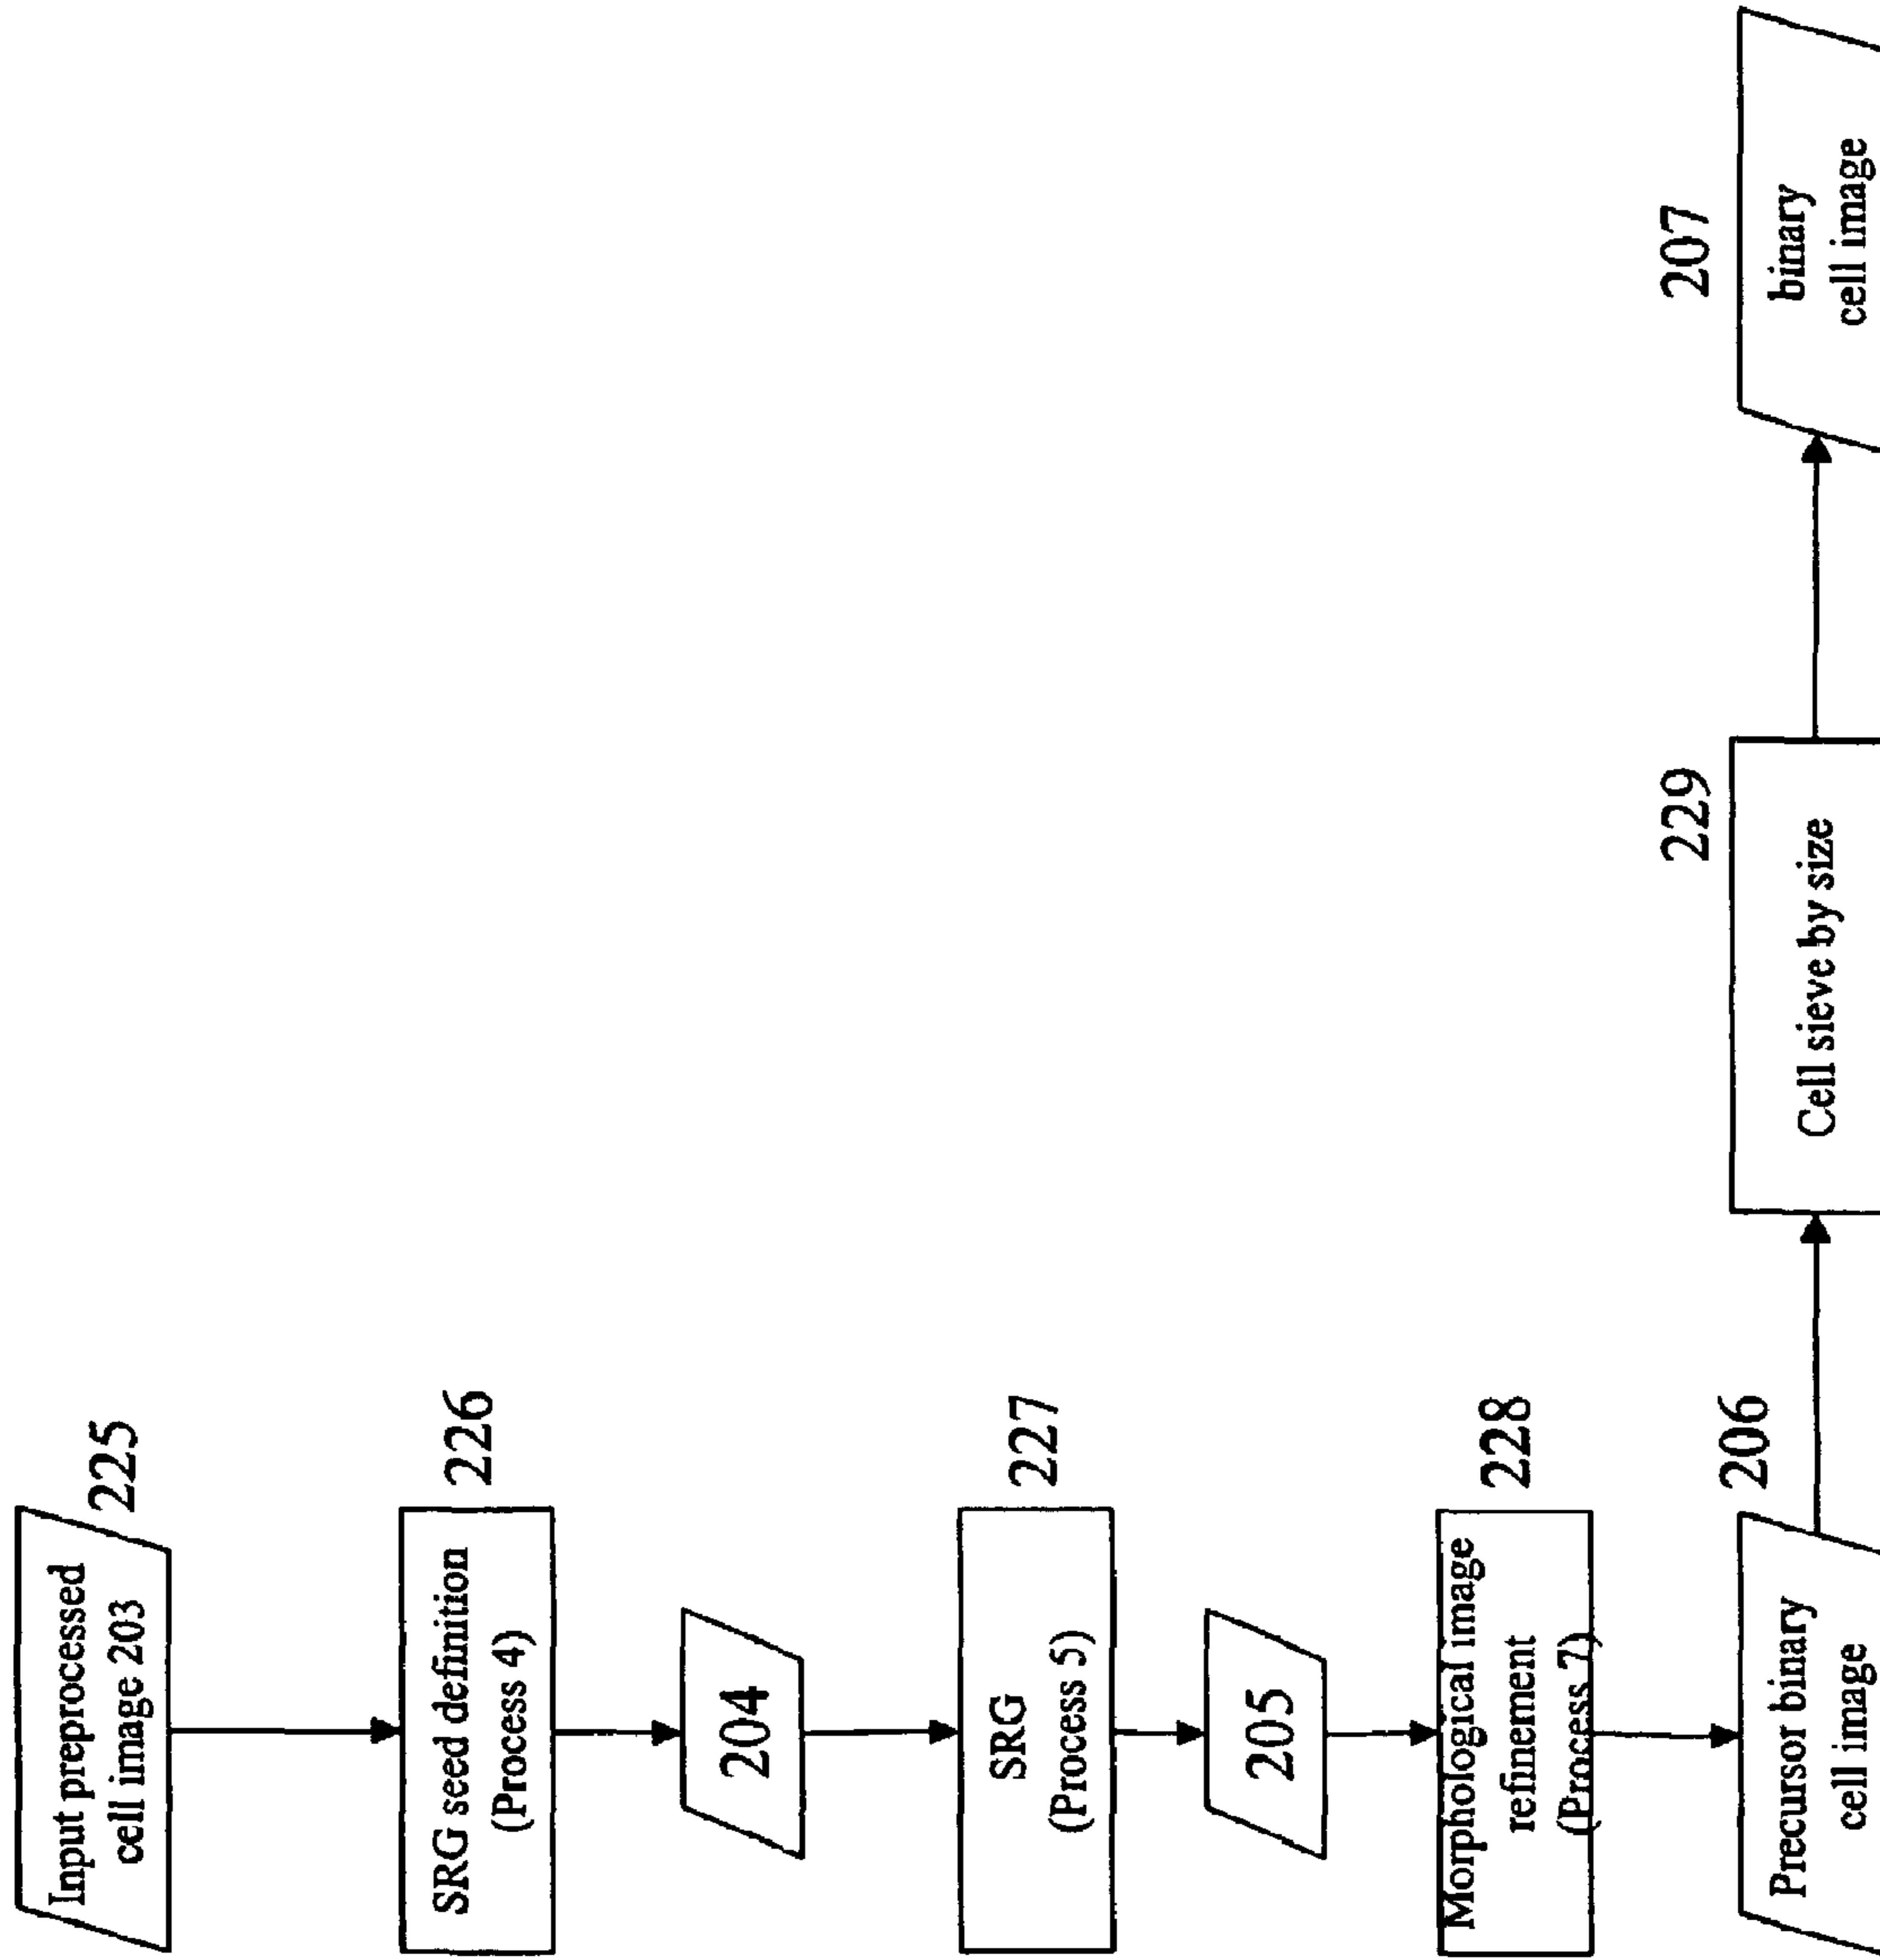 Input preprocessed
cell image 203
225
SRG seed definition
(Process 4)
226
204
SRG
(Process 5)
227
205
Morphological image
refinement
(Process 7)
228
Precursor binary
cell image
206
Cell sieve by size
229
binary
cell image
207